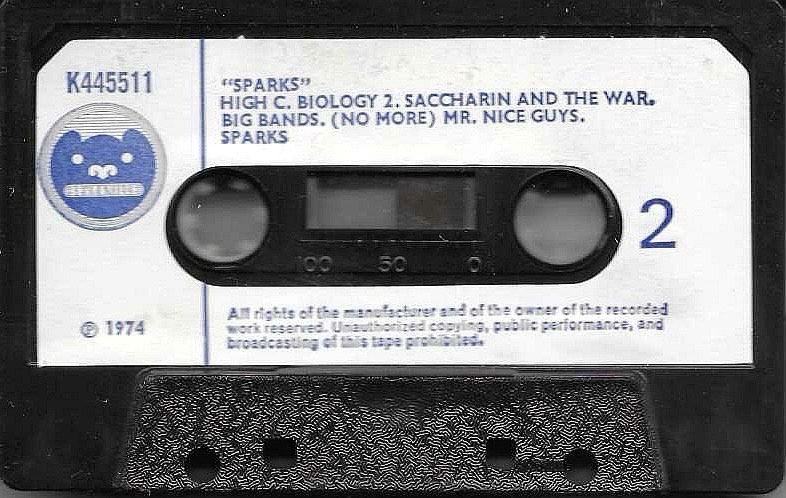 K445511
"SPARKS"
HIGH C. BIOLOGY 2. SACCHARIN AND THE WAR.
BIG BANDS. (NO MORE) MR. NICE GUYS.
SPARKS
BEARSVILLE
2
100 50 0
℗ 1974
All rights of the manufacturer and of the owner of the recorded
work reserved. Unauthorized copying, public performance, and
broadcasting of this tape prohibited.